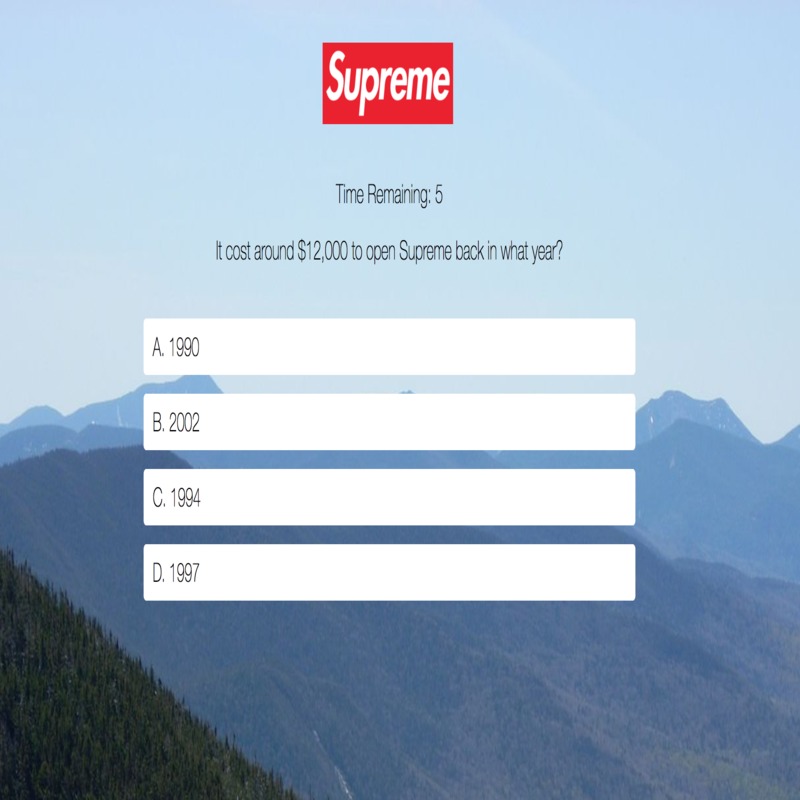 Supreme
Time Remaining: 5
It cost around $12,000 to open Supreme back in what year?
A. 1990
B. 2002
C. 1994
D. 1997